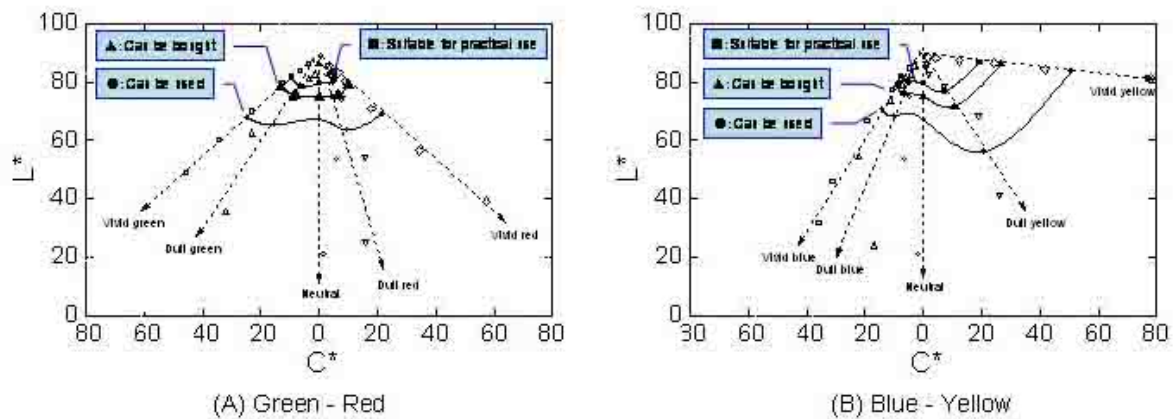 100
▲:Can be bought
■:Suitable for practical use
●:Can be used
80
60
40
20
0
L*
Vivid green
Dull green
Neutral
Dull red
Vivid red
80 60 40 20 0 20 40 60 80
C*
(A) Green - Red
100
■:Suitable for practical use
▲:Can be bought
●:Can be used
80
60
40
20
0
L*
Vivid yellow
Dull yellow
Vivid blue
Dull blue
Neutral
30 60 40 20 0 20 40 60 80
C*
(B) Blue - Yellow